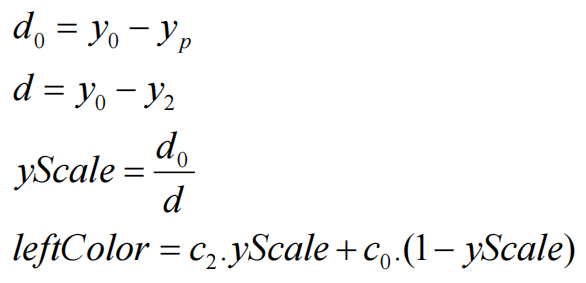 d₀ = y₀ − yₚ
d = y₀ − y₂
yScale = d₀/d
leftColor = c₂.yScale + c₀.(1 − yScale)